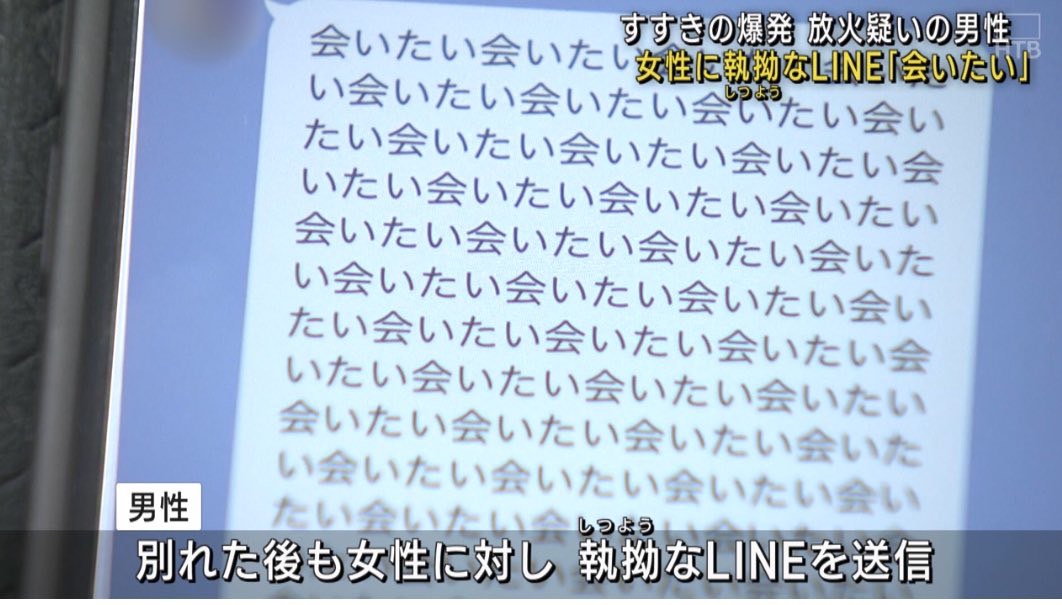 すすきの爆発 放火疑いの男性
HTB
女性に執拗なLINE「会いたい」
しつよう
会いたい会いたい
い会いたい会いたい会いたい会い
たい会いたい会いたい会いたい会
いたい会いたい会いたい会いたい
会いたい会いたい会いたい会いた
い会いたい会いたい会いたい会い
たい会いたい会いたい会いたい会
いたい会いたい会いたい会いたい
会いたい会いたい会いたい会いた
い会いたい会いたい会いたい会い
たい会いたい会
男性
しつよう
別れた後も女性に対し 執拗なLINEを送信